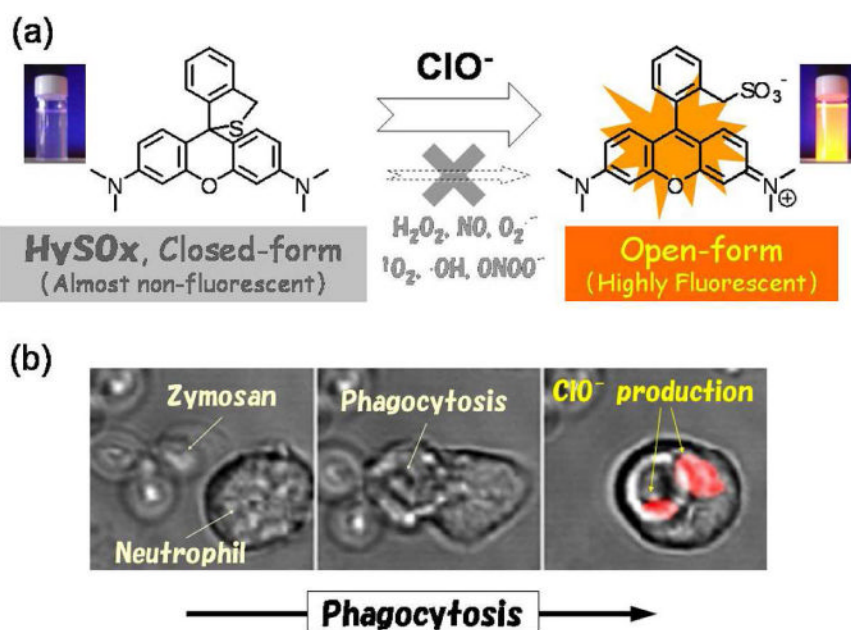 (a)
ClO⁻
S
O
N
N
SO₃⁻
O
N⊕
H₂O₂, NO, O₂·⁻
¹O₂, ·OH, ONOO⁻
HySOx, Closed-form
(Almost non-fluorescent)
Open-form
(Highly Fluorescent)
(b)
Zymosan
Neutrophil
Phagocytosis
ClO⁻ production
Phagocytosis